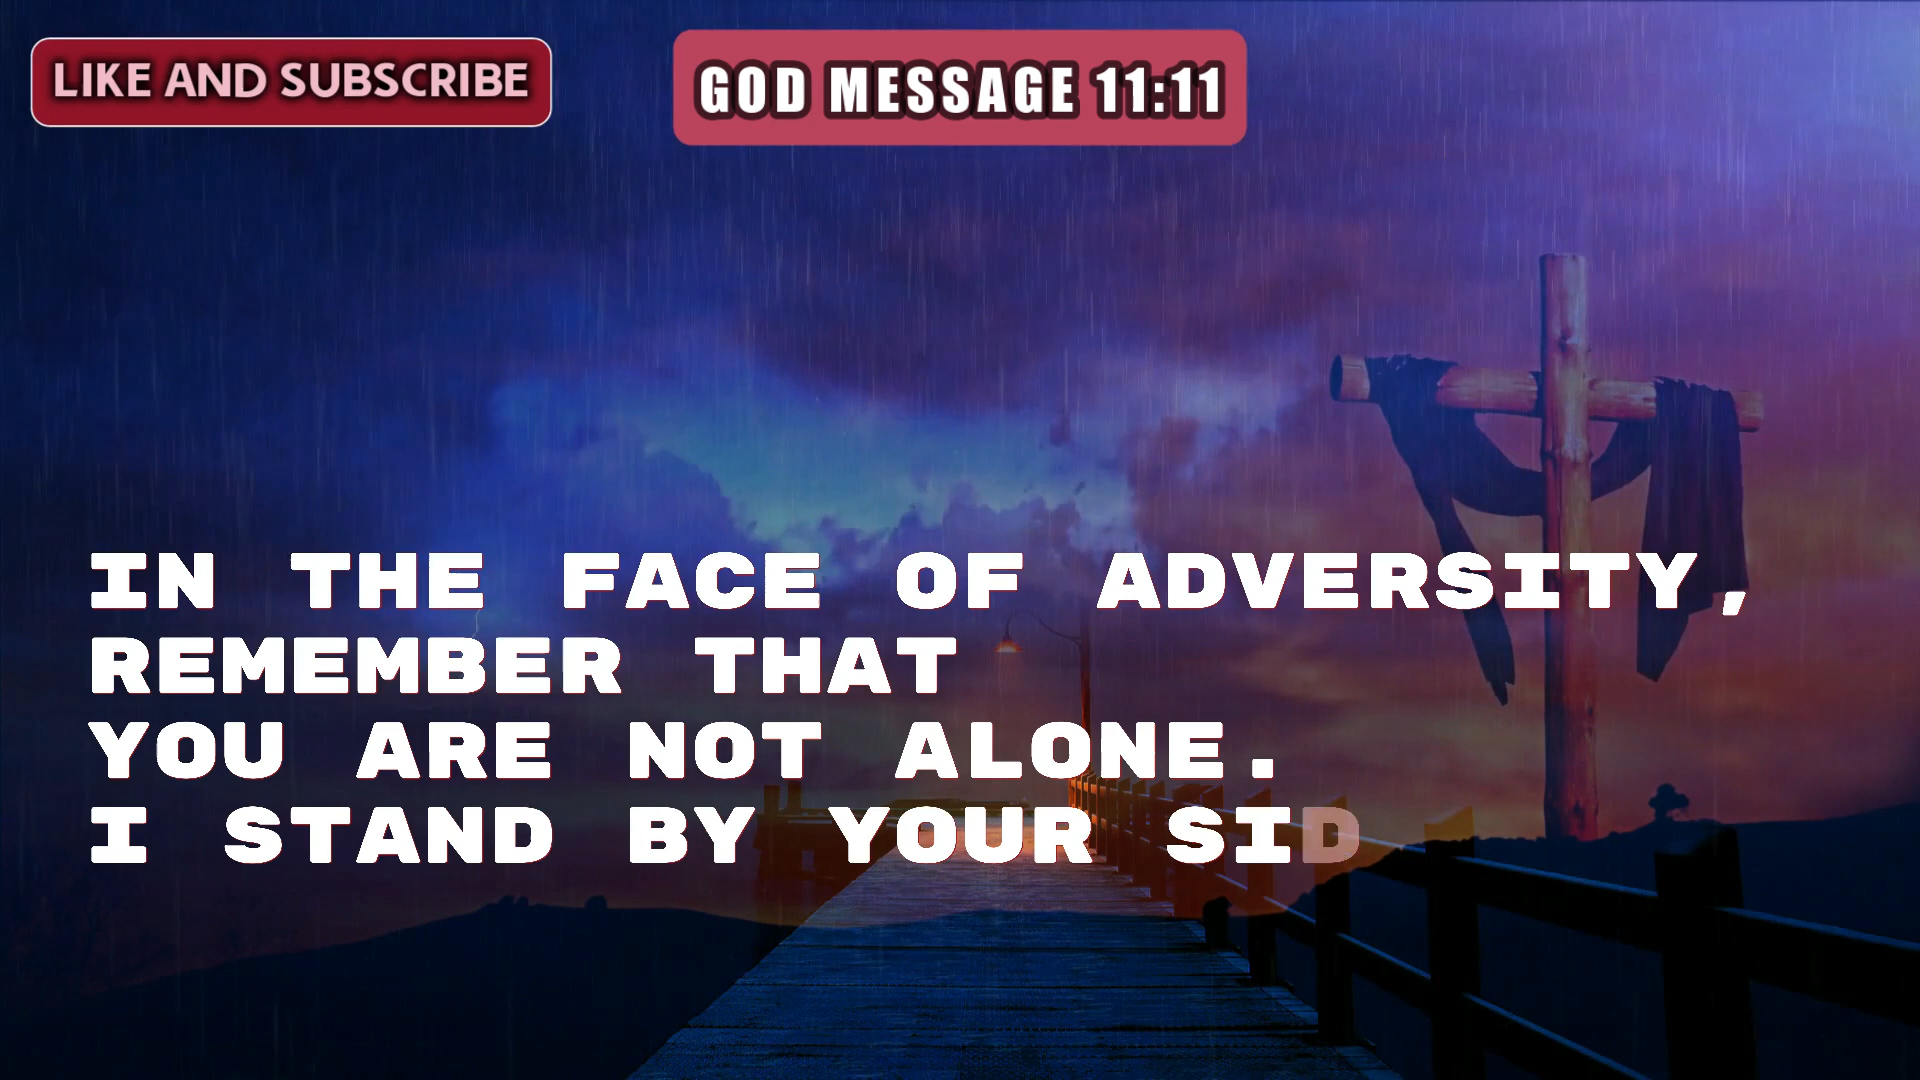 LIKE AND SUBSCRIBE
GOD MESSAGE 11:11
IN THE FACE OF ADVERSITY,
REMEMBER THAT
YOU ARE NOT ALONE.
I STAND BY YOUR SID